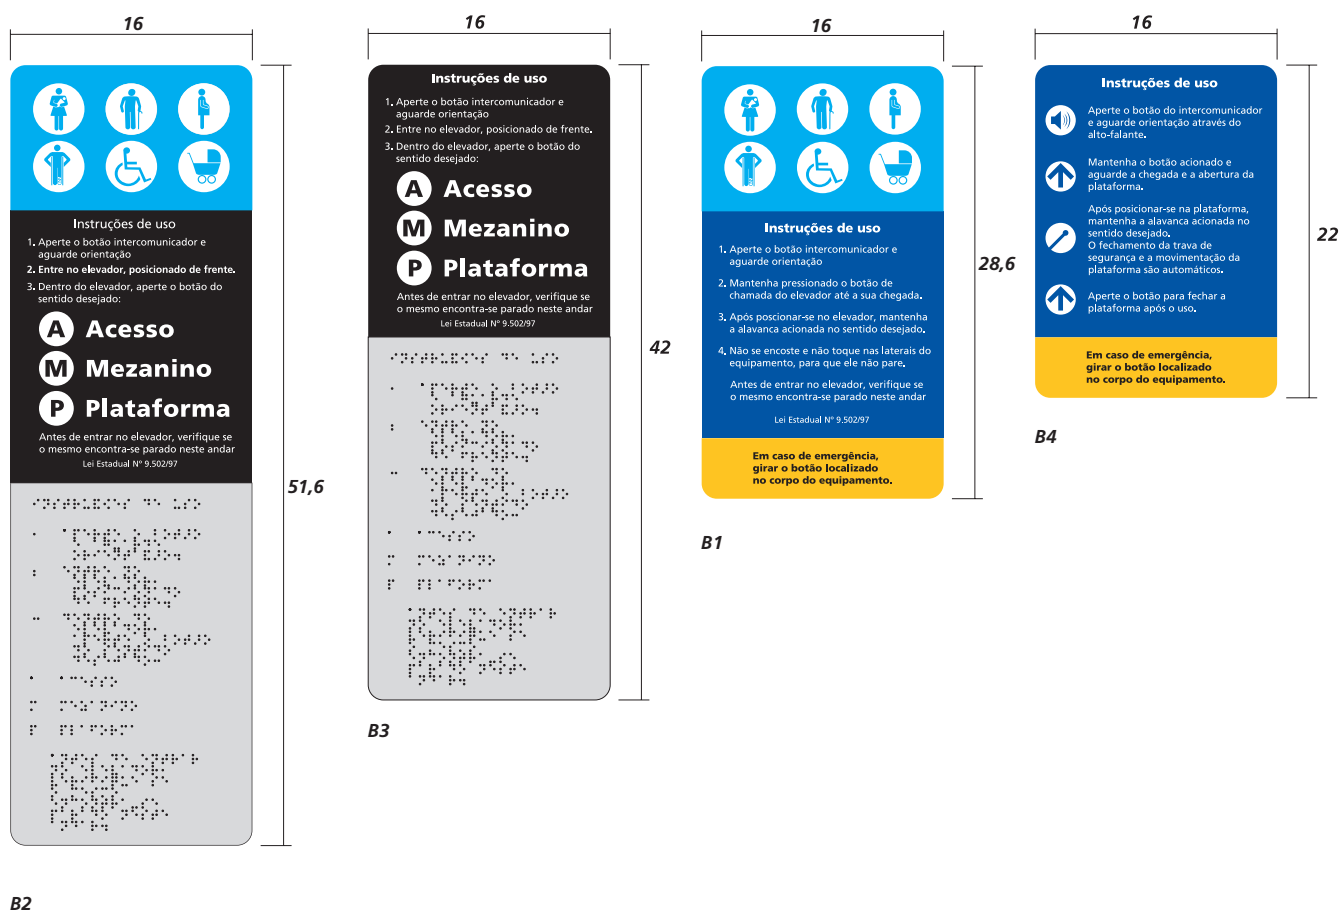 16
Instruções de uso
1. Aperte o botão intercomunicador e
aguarde orientação
2. Entre no elevador, posicionado de frente.
3. Dentro do elevador, aperte o botão do
sentido desejado:
A Acesso
M Mezanino
P Plataforma
Antes de entrar no elevador, verifique se
o mesmo encontra-se parado neste andar
Lei Estadual Nº 9.502/97
51,6
B2
16
Instruções de uso
1. Aperte o botão intercomunicador e
aguarde orientação
2. Entre no elevador, posicionado de frente.
3. Dentro do elevador, aperte o botão do
sentido desejado:
A Acesso
M Mezanino
P Plataforma
Antes de entrar no elevador, verifique se
o mesmo encontra-se parado neste andar
Lei Estadual Nº 9.502/97
42
B3
16
Instruções de uso
1. Aperte o botão intercomunicador e
aguarde orientação
2. Mantenha pressionado o botão de
chamada do elevador até a sua chegada.
3. Após poscionar-se no elevador, mantenha
a alavanca acionada no sentido desejado.
4. Não se encoste e não toque nas laterais do
equipamento, para que ele não pare.
Antes de entrar no elevador, verifique se
o mesmo encontra-se parado neste andar
Lei Estadual Nº 9.502/97
Em caso de emergência,
girar o botão localizado
no corpo do equipamento.
28,6
B1
16
Instruções de uso
Aperte o botão do intercomunicador
e aguarde orientação através do
alto-falante.
Mantenha o botão acionado e
aguarde a chegada e a abertura da
plataforma.
Após posicionar-se na plataforma,
mantenha a alavanca acionada no
sentido desejado.
O fechamento da trava de
segurança e a movimentação da
plataforma são automáticos.
Aperte o botão para fechar a
plataforma após o uso.
Em caso de emergência,
girar o botão localizado
no corpo do equipamento.
22
B4